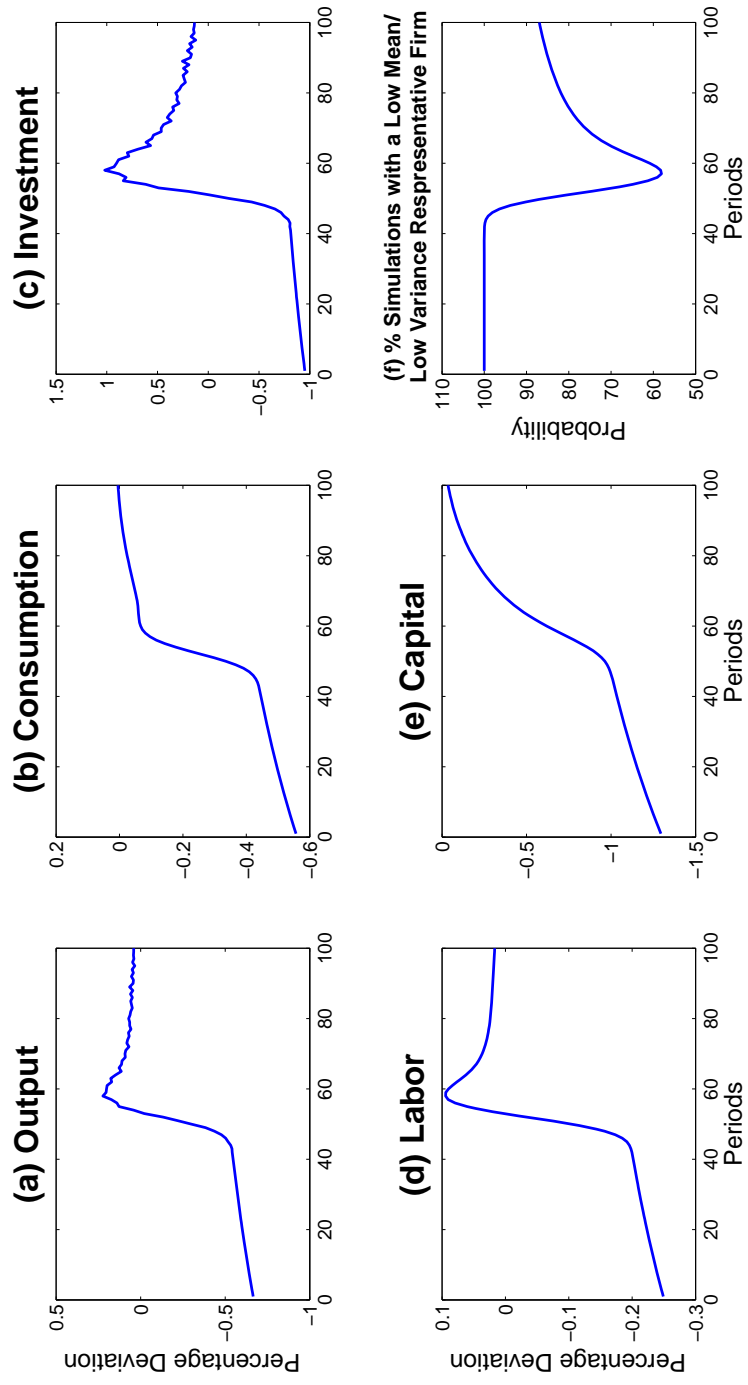 (a) Output
Percentage Deviation
0.5
0
−0.5
−1
0 20 40 60 80 100
(b) Consumption
0.2
0
−0.2
−0.4
−0.6
0 20 40 60 80 100
(c) Investment
1.5
1
0.5
0
−0.5
−1
0 20 40 60 80 100
(d) Labor
Percentage Deviation
0.1
0
−0.1
−0.2
−0.3
0 20 40 60 80 100
Periods
(e) Capital
0
−0.5
−1
−1.5
0 20 40 60 80 100
Periods
(f) % Simulations with a Low Mean/
Low Variance Respresentative Firm
Probability
110
100
90
80
70
60
50
0 20 40 60 80 100
Periods